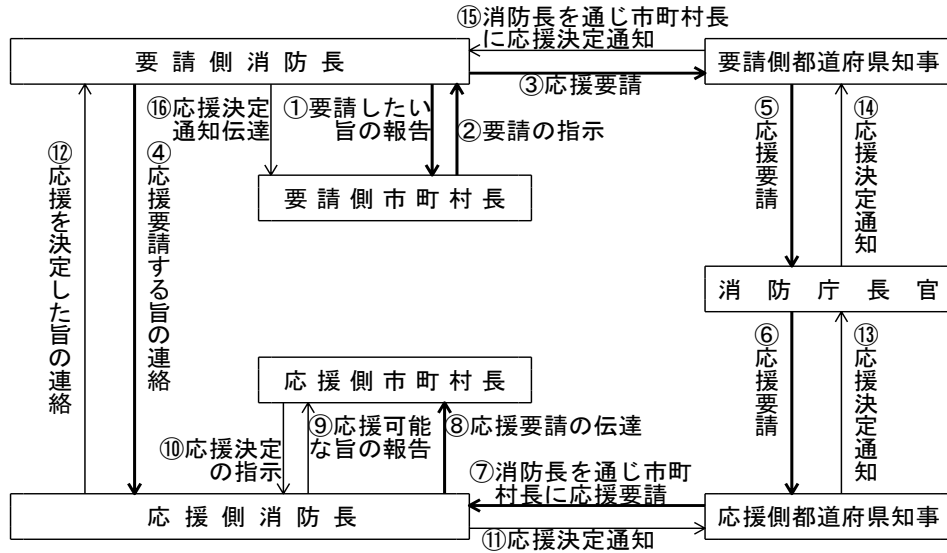 ⑮消防長を通じ市町村長
に応援決定通知
要請側消防長
要請側都道府県知事
③応援要請
⑯応援決定
通知伝達
①要請したい
旨の報告
②要請の指示
⑤応援要請
⑭応援決定通知
⑫応援を決定した旨の連絡
④応援要請する旨の連絡
要請側市町村長
消防庁長官
⑥応援要請
⑬応援決定通知
応援側市町村長
⑩応援決定
の指示
⑨応援可能
な旨の報告
⑧応援要請の伝達
⑦消防長を通じ市町
村長に応援要請
応援側消防長
応援側都道府県知事
⑪応援決定通知